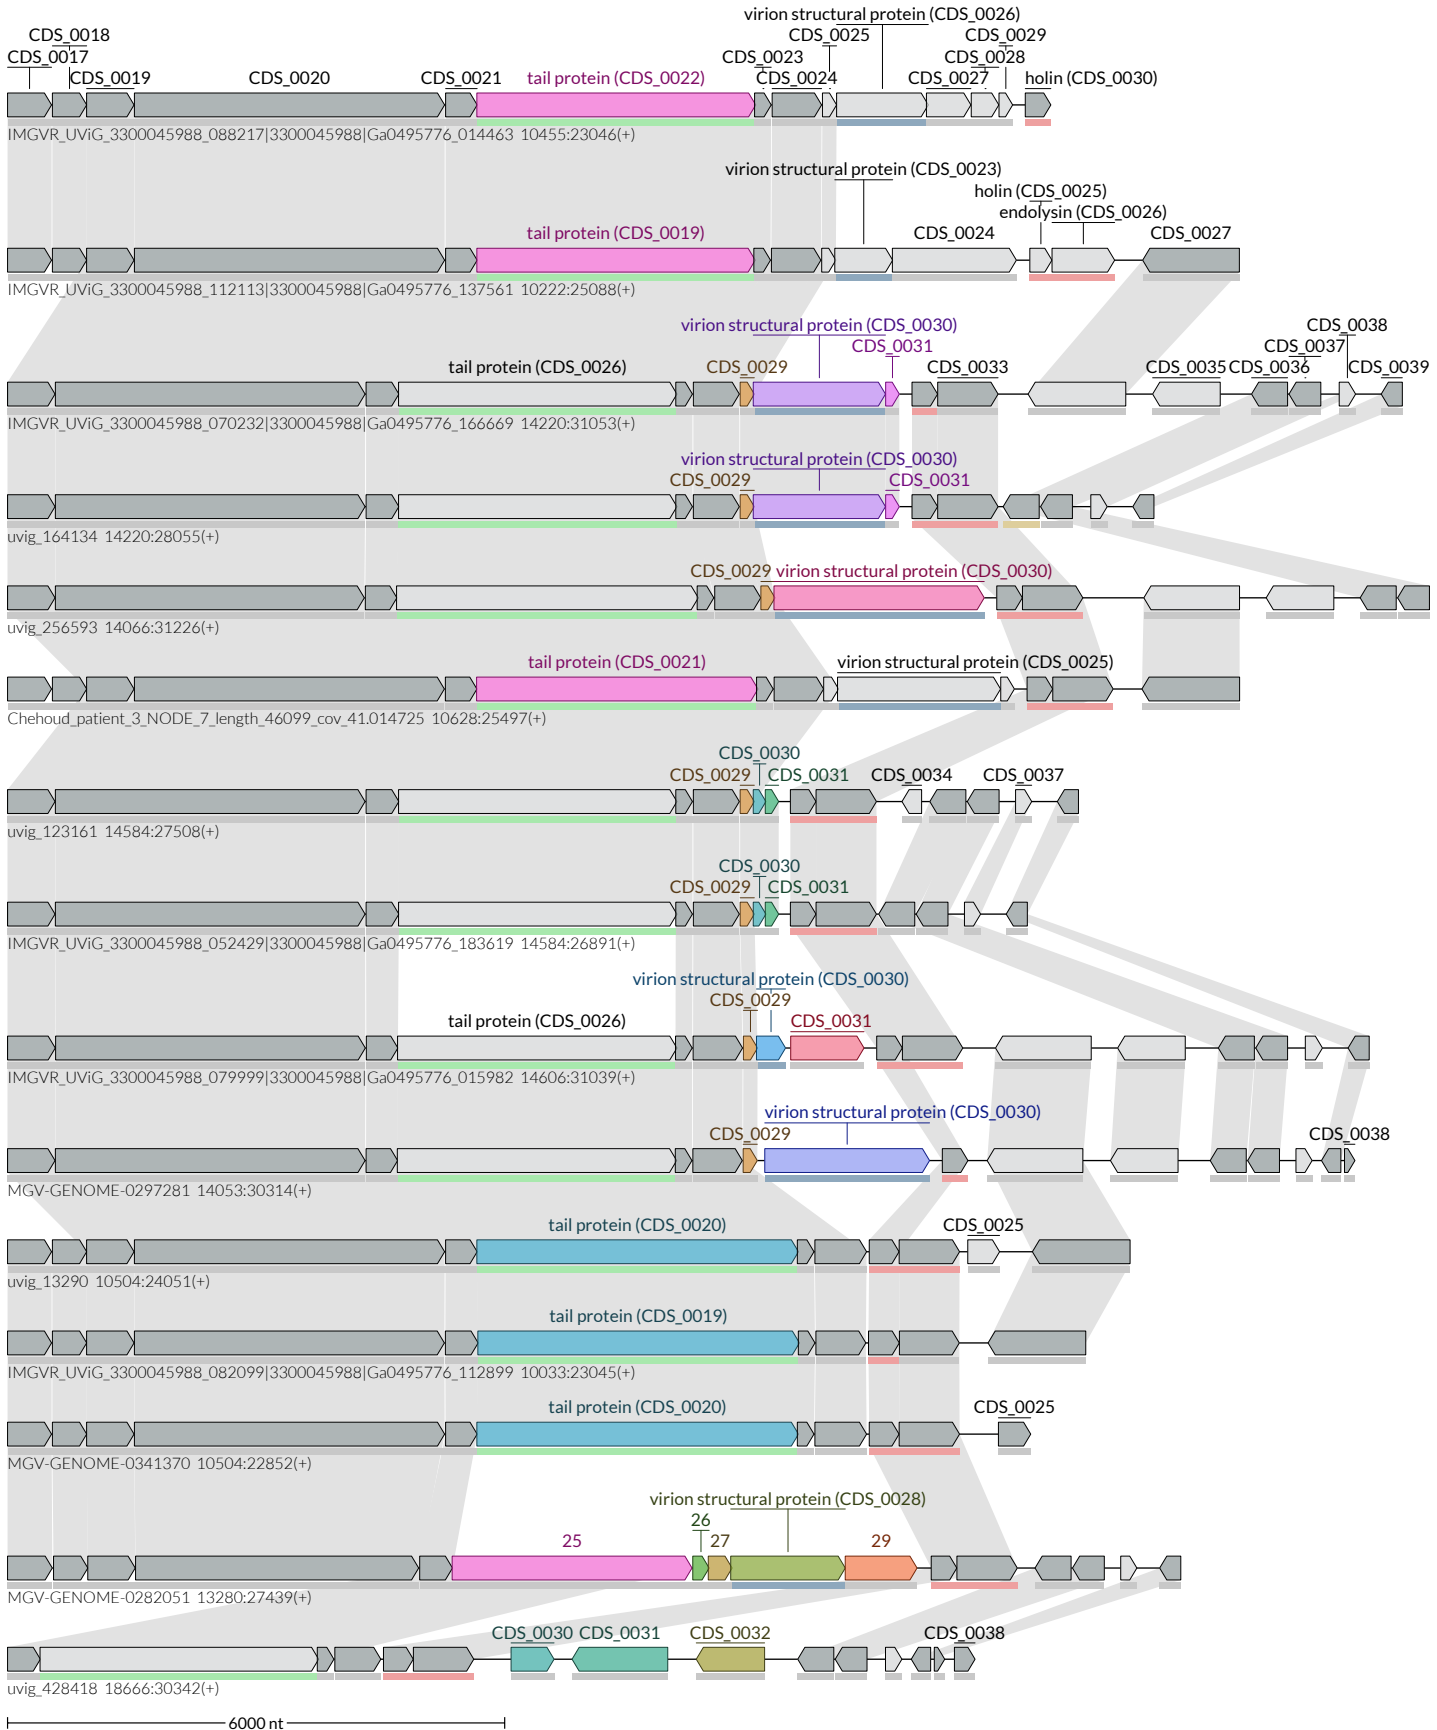 virion structural protein (CDS_0026)
CDS_0018 CDS_0025 CDS_0029
CDS_0017 CDS_0023 CDS_0028
CDS_0019 CDS_0020 CDS_0021 tail protein (CDS_0022) CDS_0024 CDS_0027 holin (CDS_0030)
IMGVR_UViG_3300045988_088217|3300045988|Ga0495776_014463 10455:23046(+)
virion structural protein (CDS_0023)
holin (CDS_0025)
endolysin (CDS_0026)
tail protein (CDS_0019) CDS_0024 CDS_0027
IMGVR_UViG_3300045988_112113|3300045988|Ga0495776_137561 10222:25088(+)
virion structural protein (CDS_0030) CDS_0038
CDS_0031 CDS_0037
tail protein (CDS_0026) CDS_0029 CDS_0033 CDS_0035 CDS_0036 CDS_0039
IMGVR_UViG_3300045988_070232|3300045988|Ga0495776_166669 14220:31053(+)
virion structural protein (CDS_0030)
CDS_0029 CDS_0031
uvig_164134 14220:28055(+)
CDS_0029 virion structural protein (CDS_0030)
uvig_256593 14066:31226(+)
tail protein (CDS_0021) virion structural protein (CDS_0025)
Chehoud_patient_3_NODE_7_length_46099_cov_41.014725 10628:25497(+)
CDS_0030
CDS_0029 CDS_0031 CDS_0034 CDS_0037
uvig_123161 14584:27508(+)
CDS_0030
CDS_0029 CDS_0031
IMGVR_UViG_3300045988_052429|3300045988|Ga0495776_183619 14584:26891(+)
virion structural protein (CDS_0030)
CDS_0029
tail protein (CDS_0026) CDS_0031
IMGVR_UViG_3300045988_079999|3300045988|Ga0495776_015982 14606:31039(+)
virion structural protein (CDS_0030)
CDS_0029 CDS_0038
MGV-GENOME-0297281 14053:30314(+)
tail protein (CDS_0020) CDS_0025
uvig_13290 10504:24051(+)
tail protein (CDS_0019)
IMGVR_UViG_3300045988_082099|3300045988|Ga0495776_112899 10033:23045(+)
tail protein (CDS_0020) CDS_0025
MGV-GENOME-0341370 10504:22852(+)
virion structural protein (CDS_0028)
26
25 27 29
MGV-GENOME-0282051 13280:27439(+)
CDS_0030 CDS_0031 CDS_0032 CDS_0038
uvig_428418 18666:30342(+)
6000 nt